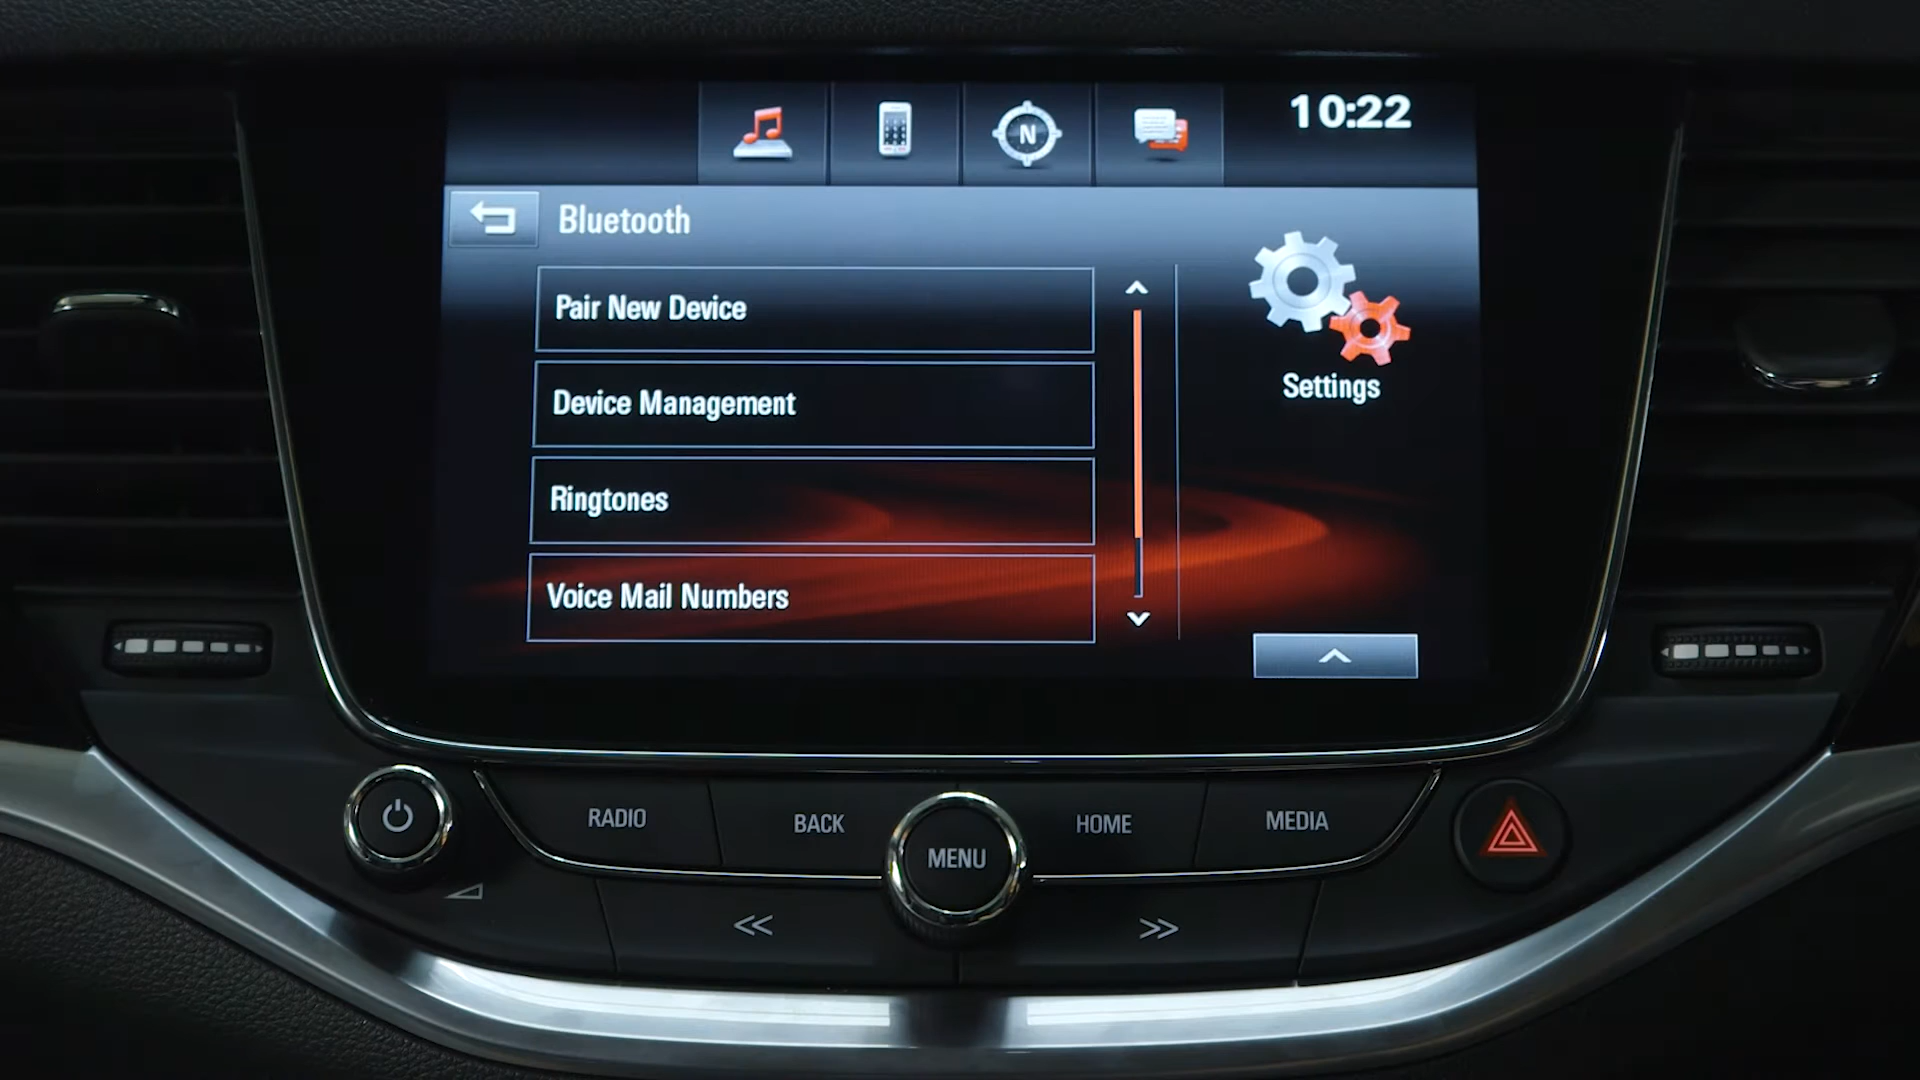 10:22
N
Bluetooth
Pair New Device
Device Management
Ringtones
Voice Mail Numbers
Settings
RADIO
BACK
MENU
HOME
MEDIA